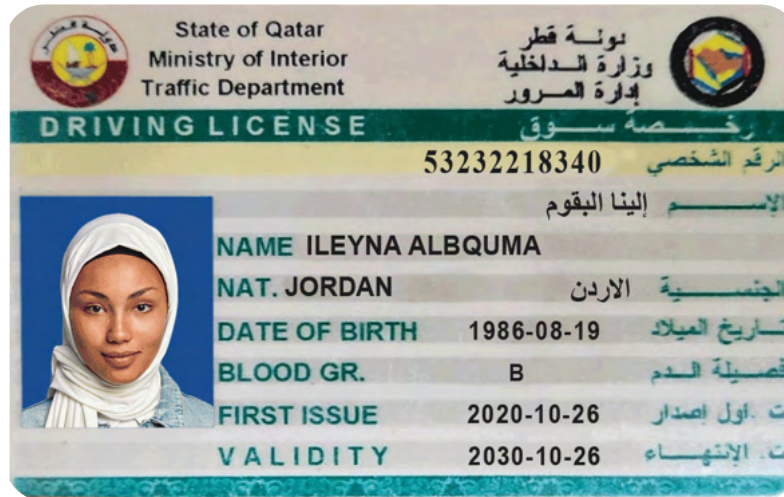 State of Qatar
Ministry of Interior
Traffic Department
دولة قطر
وزارة الداخلية
إدارة المرور
DRIVING LICENSE رخصة سوق
53232218340 الرقم الشخصي
الاسم إلينا البقوم
NAME ILEYNA ALBQUMA
NAT. JORDAN الجنسية الاردن
DATE OF BIRTH 1986-08-19 تاريخ الميلاد
BLOOD GR. B فصيلة الدم
FIRST ISSUE 2020-10-26 ت .اول إصدار
VALIDITY 2030-10-26 ت. الإنتهاء